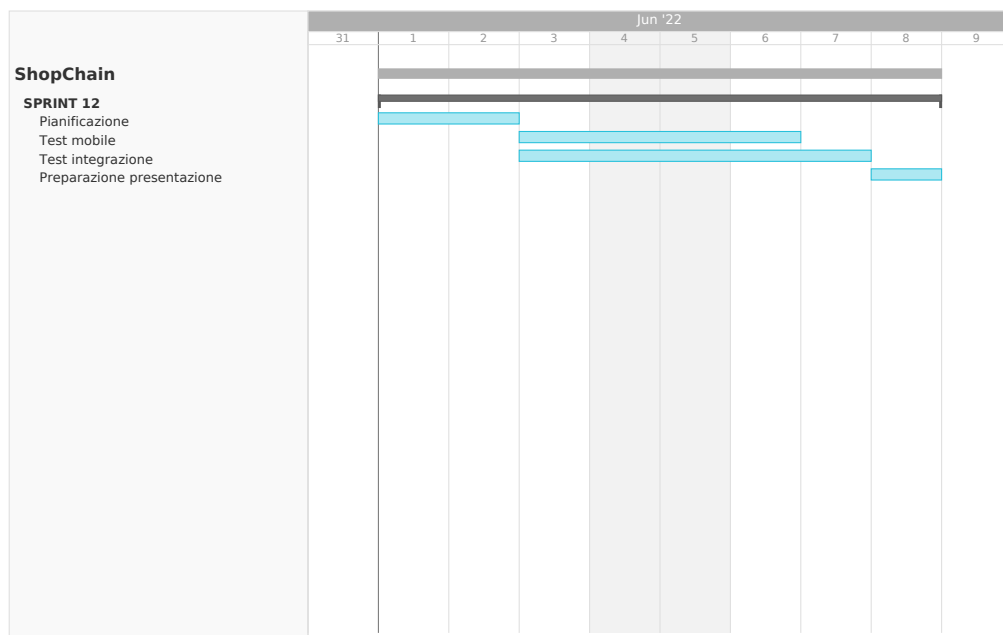 Jun '22
31 1 2 3 4 5 6 7 8 9
ShopChain
SPRINT 12
Pianificazione
Test mobile
Test integrazione
Preparazione presentazione